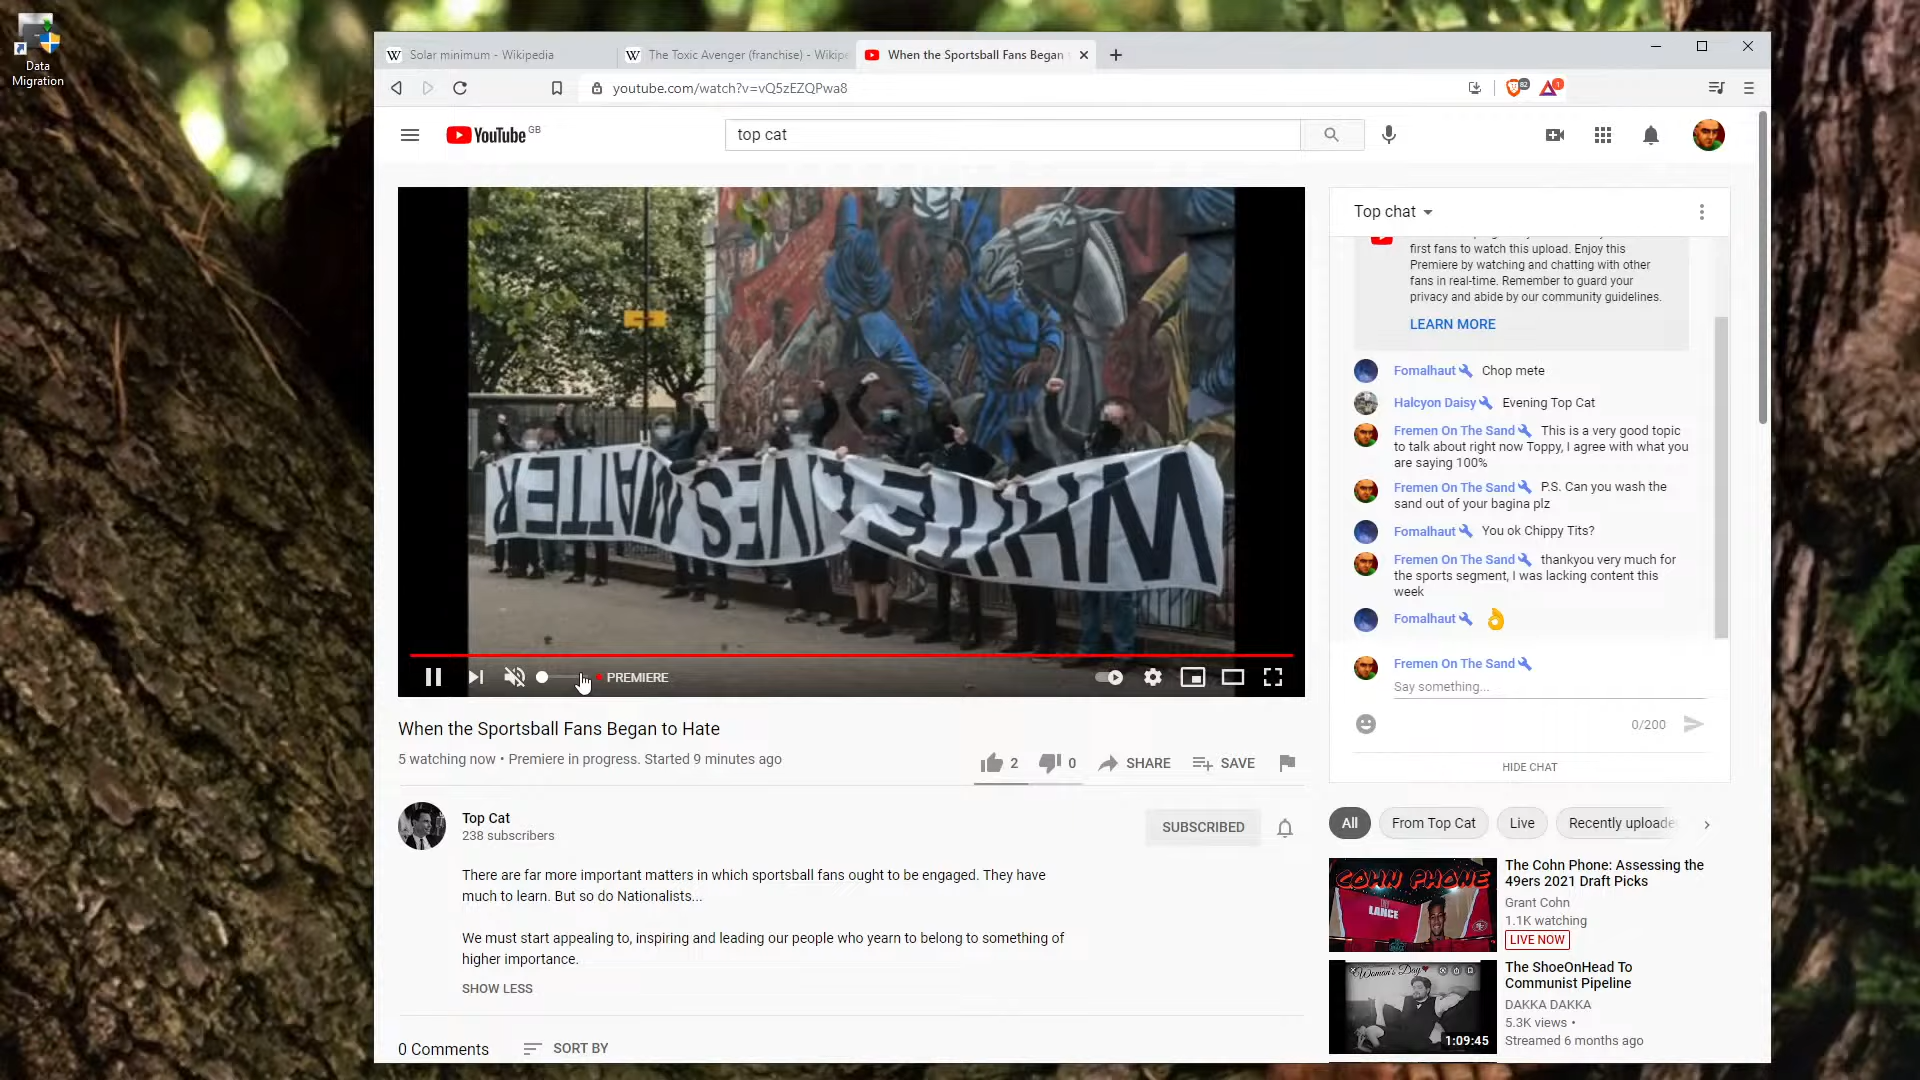 Data
Migration
Solar minimum - Wikipedia
The Toxic Avenger (franchise) - Wikipe
When the Sportsball Fans Began
youtube.com/watch?v=vQ5zEZQPwa8
82
1
YouTube GB
top cat
WHITE LIVES MATTER
PREMIERE
Top chat
first fans to watch this upload. Enjoy this
Premiere by watching and chatting with other
fans in real-time. Remember to guard your
privacy and abide by our community guidelines.
LEARN MORE
Fomalhaut Chop mete
Halcyon Daisy Evening Top Cat
Fremen On The Sand This is a very good topic
to talk about right now Toppy, I agree with what you
are saying 100%
Fremen On The Sand P.S. Can you wash the
sand out of your bagina plz
Fomalhaut You ok Chippy Tits?
Fremen On The Sand thankyou very much for
the sports segment, I was lacking content this
week
Fomalhaut 👌
Fremen On The Sand
Say something...
0/200
HIDE CHAT
When the Sportsball Fans Began to Hate
5 watching now • Premiere in progress. Started 9 minutes ago
2
0
SHARE
SAVE
Top Cat
238 subscribers
SUBSCRIBED
There are far more important matters in which sportsball fans ought to be engaged. They have
much to learn. But so do Nationalists...
We must start appealing to, inspiring and leading our people who yearn to belong to something of
higher importance.
SHOW LESS
0 Comments
SORT BY
All
From Top Cat
Live
Recently uploade
COHN PHONE
LANCE
The Cohn Phone: Assessing the
49ers 2021 Draft Picks
Grant Cohn
1.1K watching
LIVE NOW
Woman's Day
1:09:45
The ShoeOnHead To
Communist Pipeline
DAKKA DAKKA
5.3K views •
Streamed 6 months ago